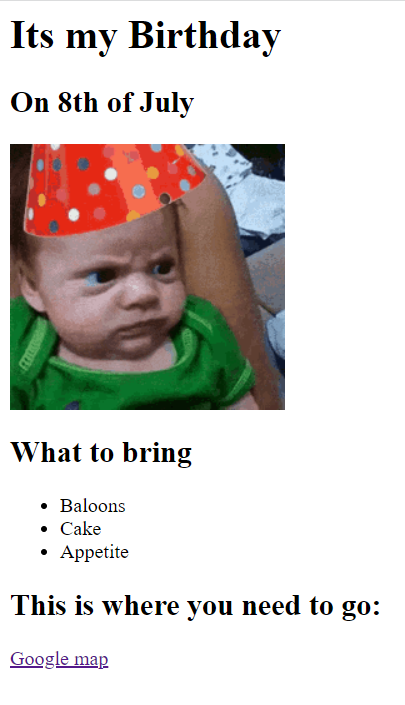 Its my Birthday
On 8th of July
What to bring
Baloons
Cake
Appetite
This is where you need to go:
Google map